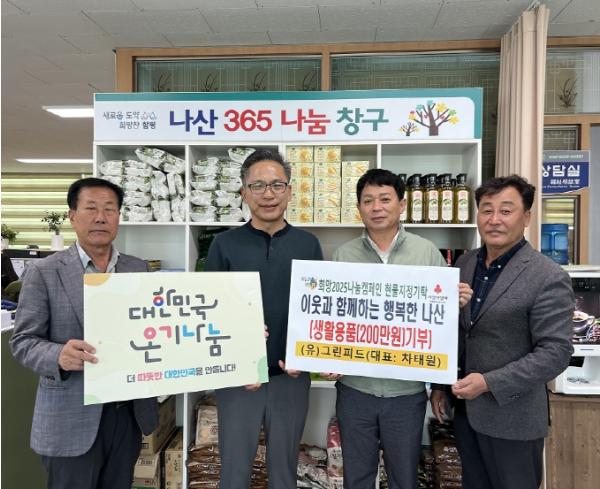 새로운 도약
희망찬 함평
나산 365 나눔 창구
상담실
희망2025나눔캠페인 현물지정기탁
이웃과 함께하는 행복한 나산
(생활용품(200만원)기부)
(유)그린피드(대표: 차태원)
대한민국
온기나눔
더 따뜻한 대한민국을 만듭니다!